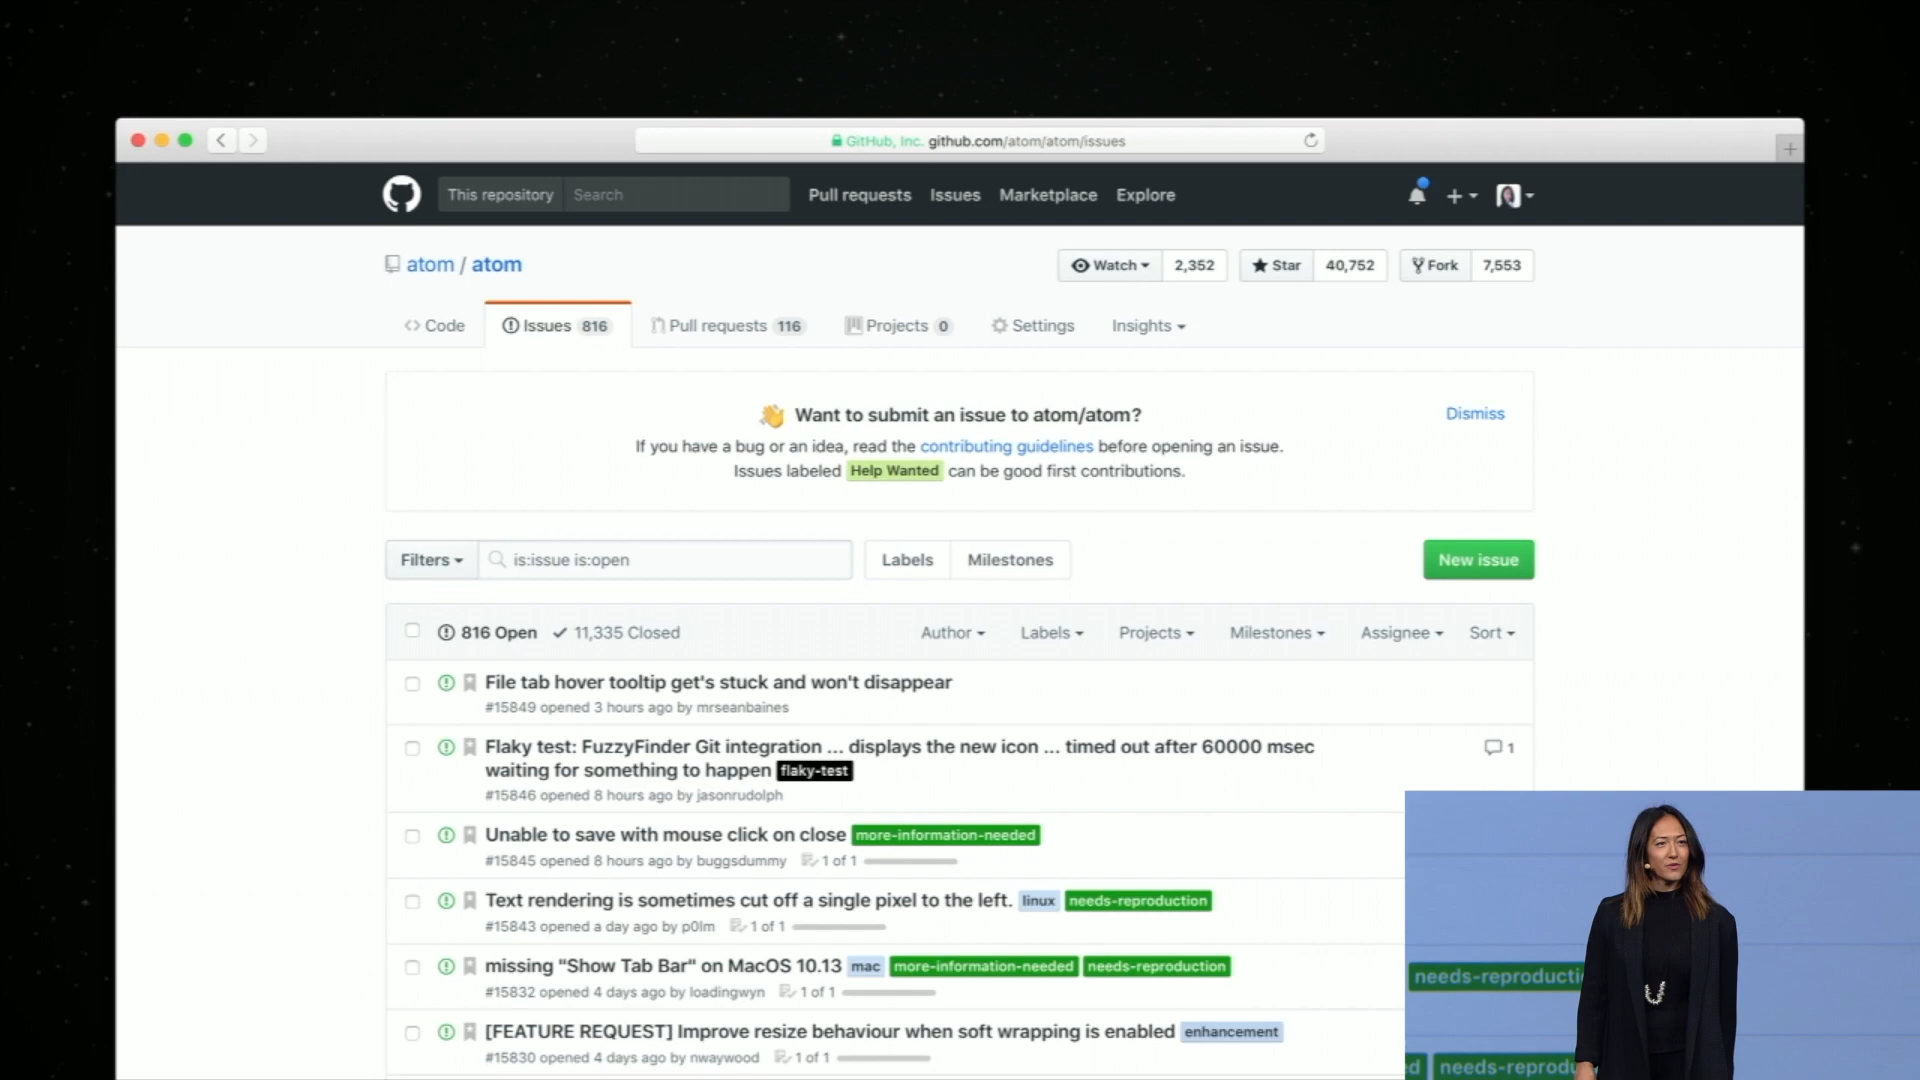 GitHub, Inc. github.com/atom/atom/issues
This repository Search Pull requests Issues Marketplace Explore
atom / atom Watch 2,352 Star 40,752 Fork 7,553
Code Issues 816 Pull requests 116 Projects 0 Settings Insights
Want to submit an issue to atom/atom? Dismiss
If you have a bug or an idea, read the contributing guidelines before opening an issue.
Issues labeled Help Wanted can be good first contributions.
Filters is:issue is:open Labels Milestones New issue
816 Open 11,335 Closed Author Labels Projects Milestones Assignee Sort
File tab hover tooltip get's stuck and won't disappear
#15849 opened 3 hours ago by mrseanbaines
Flaky test: FuzzyFinder Git integration ... displays the new icon ... timed out after 60000 msec 1
waiting for something to happen flaky-test
#15846 opened 8 hours ago by jasonrudolph
Unable to save with mouse click on close more-information-needed
#15845 opened 8 hours ago by buggsdummy 1 of 1
Text rendering is sometimes cut off a single pixel to the left. linux needs-reproduction
#15843 opened a day ago by p0lm 1 of 1
missing "Show Tab Bar" on MacOS 10.13 mac more-information-needed needs-reproduction
#15832 opened 4 days ago by loadingwyn 1 of 1
[FEATURE REQUEST] Improve resize behaviour when soft wrapping is enabled enhancement
#15830 opened 4 days ago by nwaywood 1 of 1
needs-reproducti
ed needs-reprodu